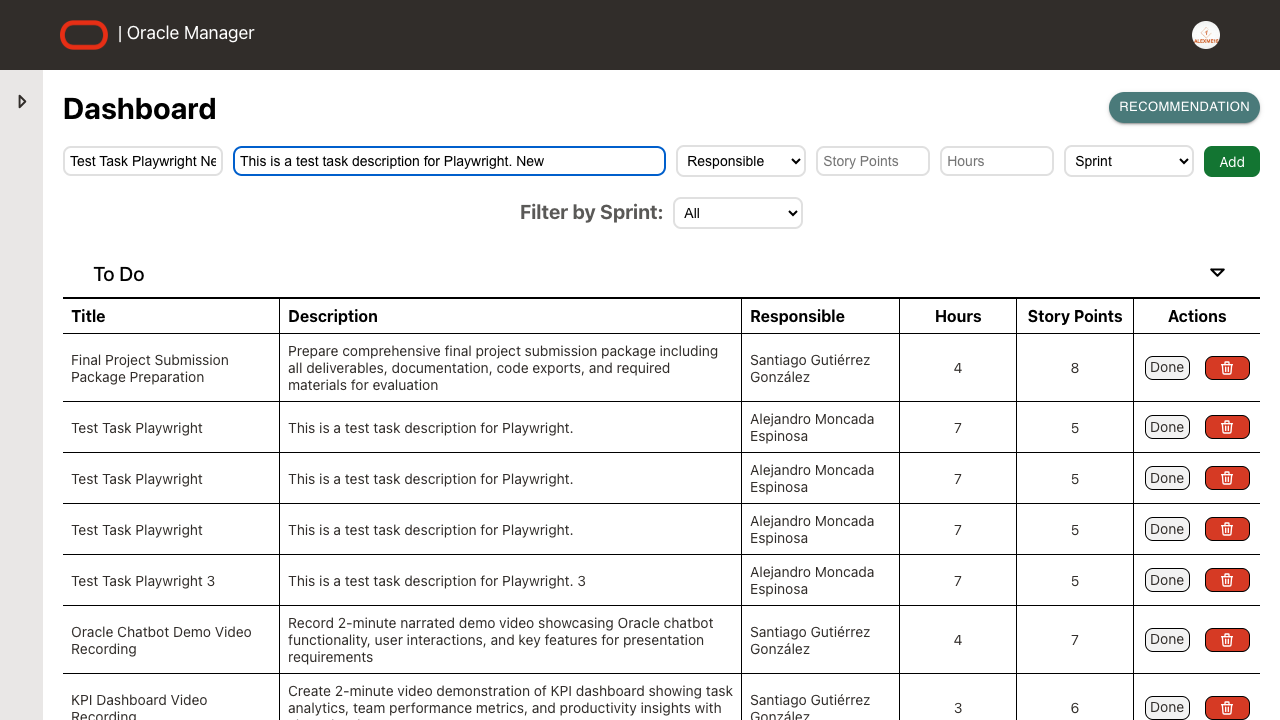 | Oracle Manager
Dashboard
RECOMMENDATION
Test Task Playwright Ne
This is a test task description for Playwright. New
Responsible
Story Points
Hours
Sprint
Add
Filter by Sprint:
All
To Do
Title
Description
Responsible
Hours
Story Points
Actions
Final Project Submission
Package Preparation
Prepare comprehensive final project submission package including
all deliverables, documentation, code exports, and required
materials for evaluation
Santiago Gutiérrez
González
4
8
Done
Test Task Playwright
This is a test task description for Playwright.
Alejandro Moncada
Espinosa
7
5
Done
Test Task Playwright
This is a test task description for Playwright.
Alejandro Moncada
Espinosa
7
5
Done
Test Task Playwright
This is a test task description for Playwright.
Alejandro Moncada
Espinosa
7
5
Done
Test Task Playwright 3
This is a test task description for Playwright. 3
Alejandro Moncada
Espinosa
7
5
Done
Oracle Chatbot Demo Video
Recording
Record 2-minute narrated demo video showcasing Oracle chatbot
functionality, user interactions, and key features for presentation
requirements
Santiago Gutiérrez
González
4
7
Done
KPI Dashboard Video
Recording
Create 2-minute video demonstration of KPI dashboard showing task
analytics, team performance metrics, and productivity insights with
Santiago Gutiérrez
González
3
6
Done